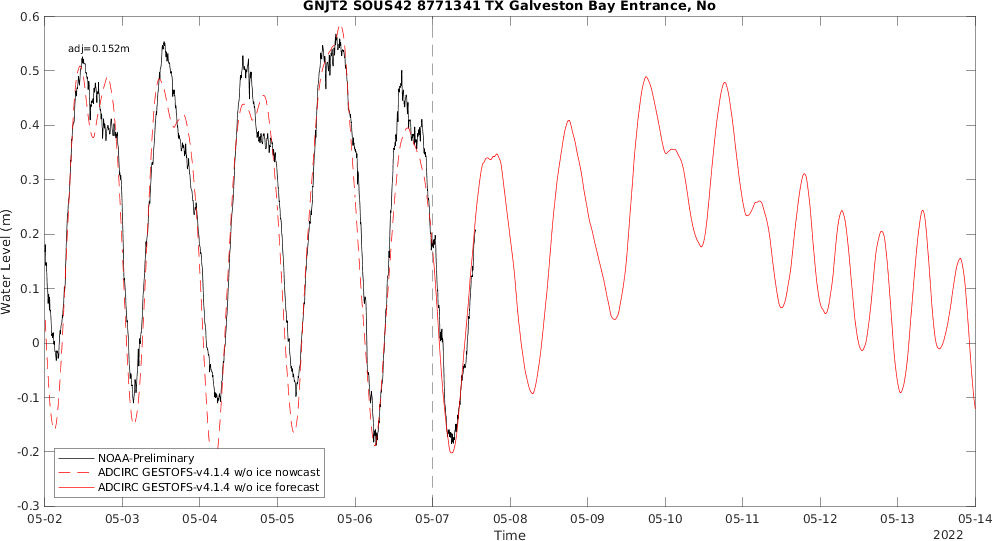 GNJT2 SOUS42 8771341 TX Galveston Bay Entrance, No
adj=0.152m
0.6
0.5
0.4
0.3
0.2
0.1
0
-0.1
-0.2
-0.3
Water Level (m)
NOAA-Preliminary
ADCIRC GESTOFS-v4.1.4 w/o ice nowcast
ADCIRC GESTOFS-v4.1.4 w/o ice forecast
05-02 05-03 05-04 05-05 05-06 05-07 05-08 05-09 05-10 05-11 05-12 05-13 05-14
Time
2022